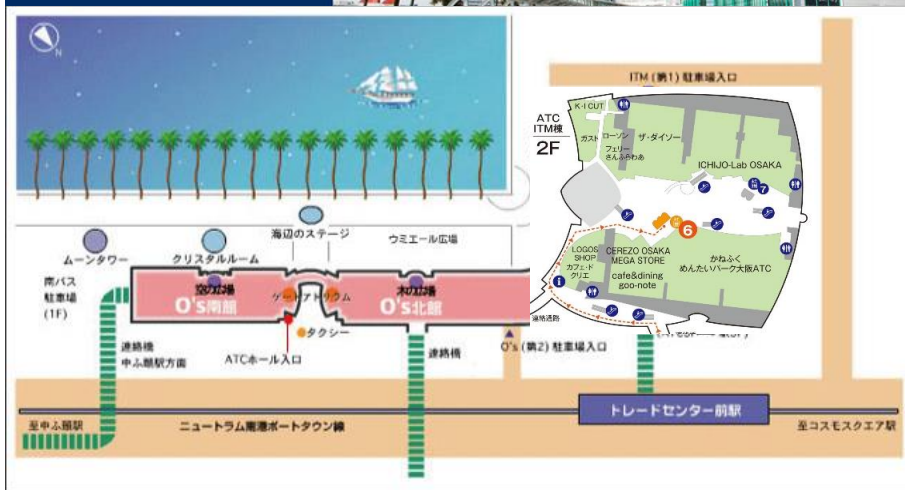 N
ITM (第1) 駐車場入口
K-I CUT
ATC
ITM棟
2F
ガスト
ローソン
フェリー
さんふらわあ
ザ・ダイソー
ICHIJO-Lab OSAKA
7
6
LOGOS
SHOP
カフェ・ド
クリエ
CEREZO OSAKA
MEGA STORE
cafe&dining
goo-note
かねふく
めんたいパーク大阪ATC
i
連絡通路
海辺のステージ
ウミエール広場
ムーンタワー
クリスタルルーム
南バス
駐車場
(1F)
空の広場
O's南館
ゲートアトリウム
木の広場
O's北館
タクシー
ATCホール入口
連絡橋
中ふ頭駅方面
連絡橋
O's (第2) 駐車場入口
トレードセンター前駅
至中ふ頭駅
ニュートラム南港ポートタウン線
至コスモスクエア駅